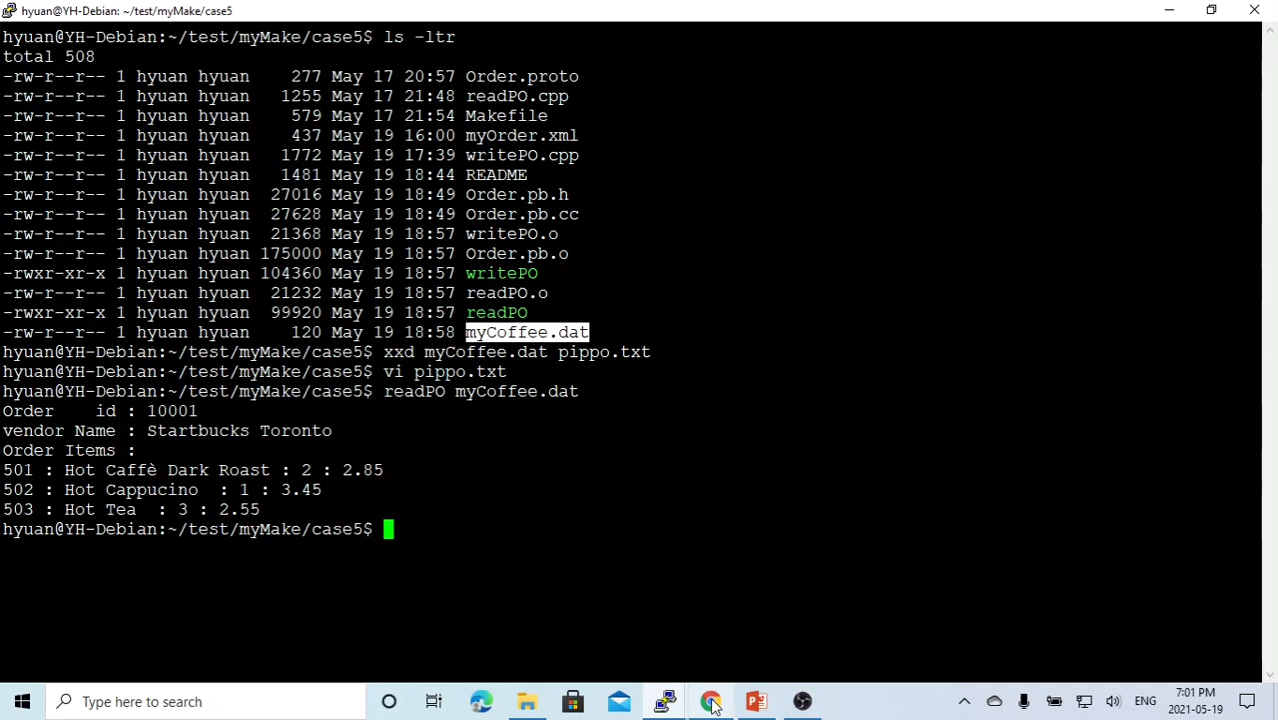 hyuan@YH-Debian: ~/test/myMake/case5
hyuan@YH-Debian:~/test/myMake/case5$ ls -ltr
total 508
-rw-r--r-- 1 hyuan hyuan    277 May 17 20:57 Order.proto
-rw-r--r-- 1 hyuan hyuan   1255 May 17 21:48 readPO.cpp
-rw-r--r-- 1 hyuan hyuan    579 May 17 21:54 Makefile
-rw-r--r-- 1 hyuan hyuan    437 May 19 16:00 myOrder.xml
-rw-r--r-- 1 hyuan hyuan   1772 May 19 17:39 writePO.cpp
-rw-r--r-- 1 hyuan hyuan   1481 May 19 18:44 README
-rw-r--r-- 1 hyuan hyuan  27016 May 19 18:49 Order.pb.h
-rw-r--r-- 1 hyuan hyuan  27628 May 19 18:49 Order.pb.cc
-rw-r--r-- 1 hyuan hyuan  21368 May 19 18:57 writePO.o
-rw-r--r-- 1 hyuan hyuan 175000 May 19 18:57 Order.pb.o
-rwxr-xr-x 1 hyuan hyuan 104360 May 19 18:57 writePO
-rw-r--r-- 1 hyuan hyuan  21232 May 19 18:57 readPO.o
-rwxr-xr-x 1 hyuan hyuan  99920 May 19 18:57 readPO
-rw-r--r-- 1 hyuan hyuan    120 May 19 18:58 myCoffee.dat
hyuan@YH-Debian:~/test/myMake/case5$ xxd myCoffee.dat pippo.txt
hyuan@YH-Debian:~/test/myMake/case5$ vi pippo.txt
hyuan@YH-Debian:~/test/myMake/case5$ readPO myCoffee.dat
Order    id : 10001
vendor Name : Startbucks Toronto
Order Items :
501 : Hot Caffè Dark Roast : 2 : 2.85
502 : Hot Cappucino  : 1 : 3.45
503 : Hot Tea  : 3 : 2.55
hyuan@YH-Debian:~/test/myMake/case5$
Type here to search
ENG
7:01 PM
2021-05-19